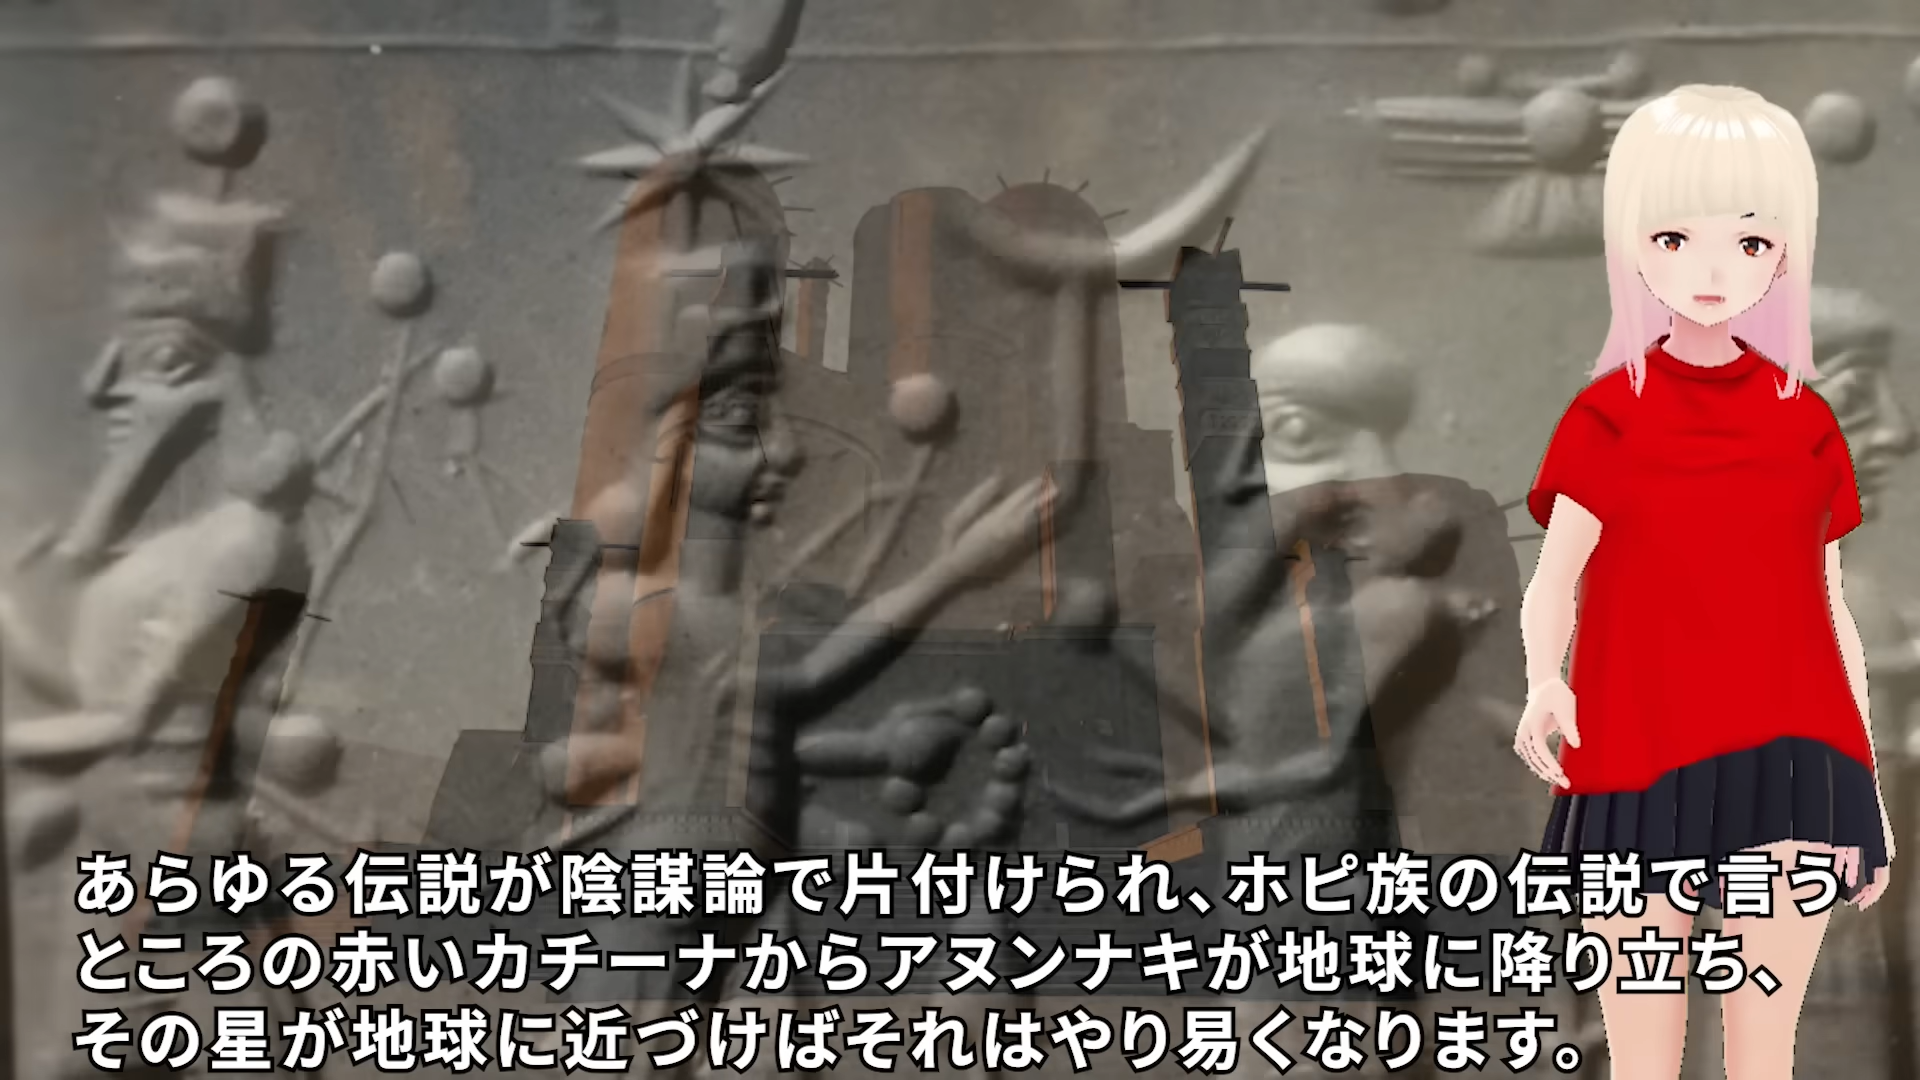 あらゆる伝説が陰謀論で片付けられ、ホピ族の伝説で言う
ところの赤いカチーナからアヌンナキが地球に降り立ち、
その星が地球に近づけばそれはやり易くなります。